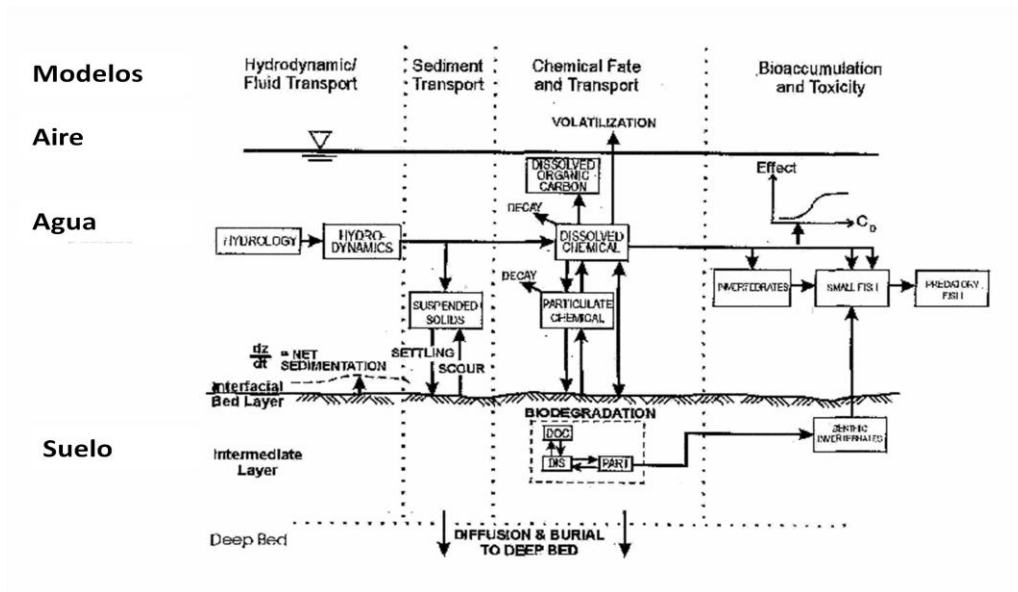 Modelos
Hydrodynamic/
Fluid Transport
Sediment
Transport
Chemical Fate
and Transport
Bioaccumulation
and Toxicity
Aire
VOLATILIZATION
DISSOLVED
ORGANIC
CARBON
Effect
C_D
Agua
DECAY
HYDROLOGY
HYDRO-
DYNAMICS
DISSOLVED
CHEMICAL
DECAY
SUSPENDED
SOLIDS
PARTICULATE
CHEMICAL
INVERTEBRATES
SMALL FISH
PREDATORY
FISH
dz
dt
= NET
SEDIMENTATION
SETTLING
SCOUR
Interfacial
Bed Layer
BIODEGRADATION
Suelo
DOC
DIS
PART
BENTHIC
INVERTEBRATES
Intermediate
Layer
Deep Bed
DIFFUSION & BURIAL
TO DEEP BED